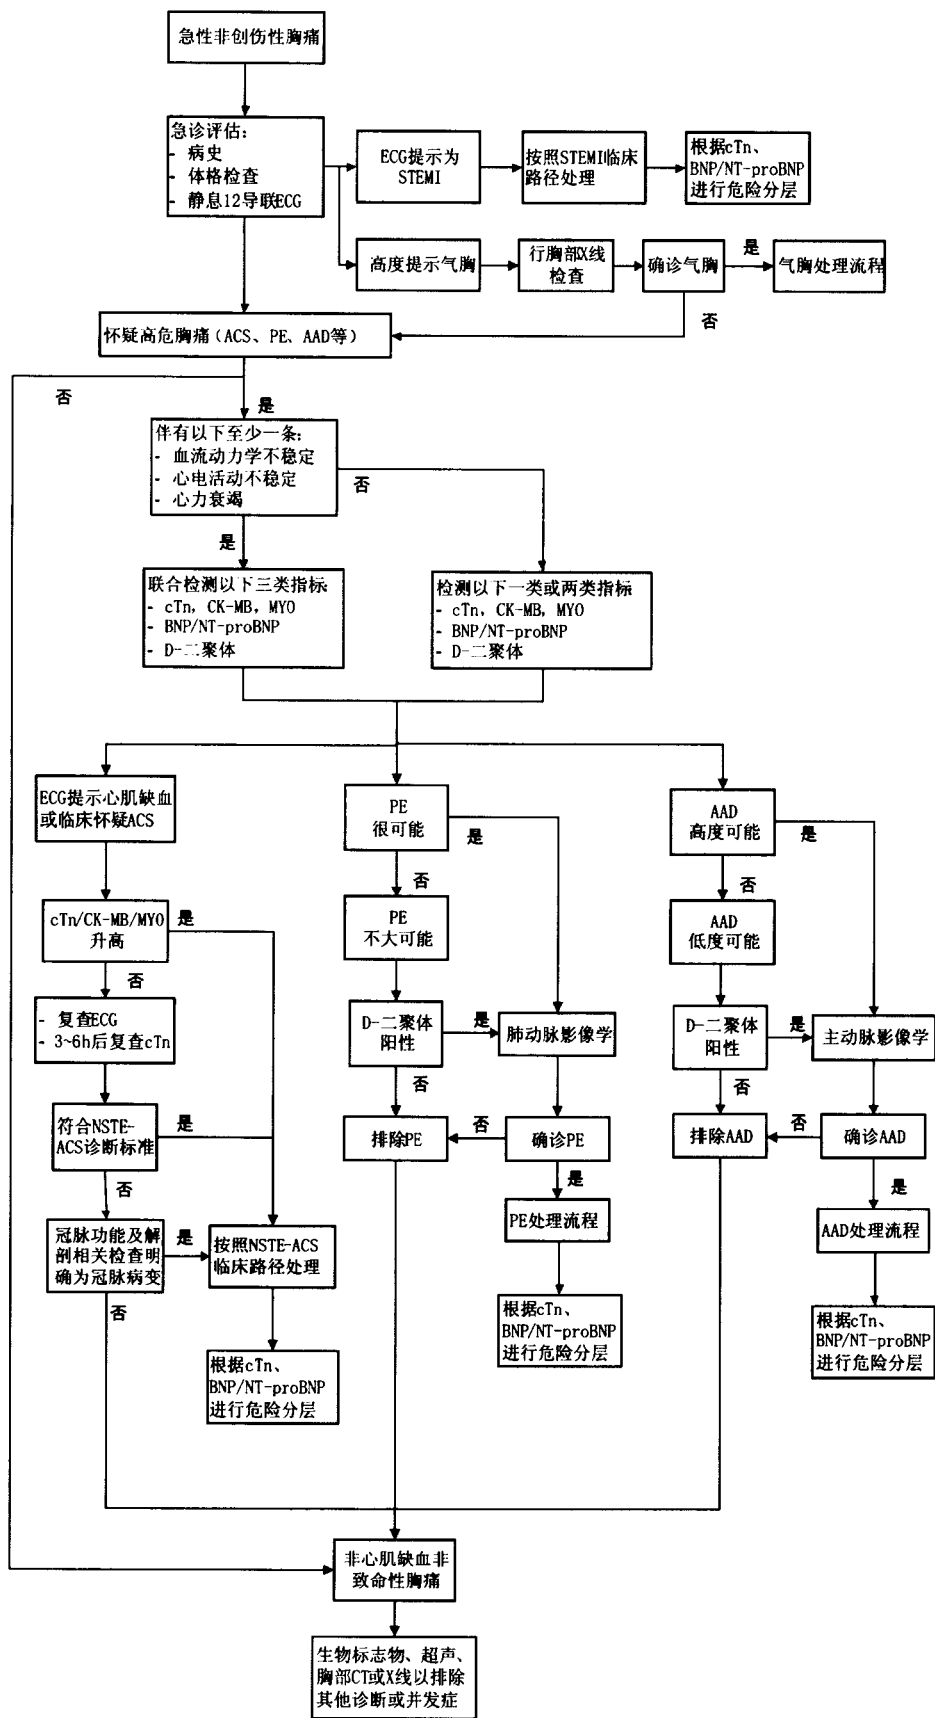 急性非创伤性胸痛
急诊评估:
- 病史
- 体格检查
- 静息12导联ECG
ECG提示为
STEMI
按照STEMI临床
路径处理
根据cTn、
BNP/NT-proBNP
进行危险分层
高度提示气胸
行胸部X线
检查
确诊气胸
是
气胸处理流程
否
怀疑高危胸痛(ACS、PE、AAD等)
否
是
伴有以下至少一条:
- 血流动力学不稳定
- 心电活动不稳定
- 心力衰竭
否
是
联合检测以下三类指标:
- cTn, CK-MB, MYO
- BNP/NT-proBNP
- D-二聚体
检测以下一类或两类指标
- cTn, CK-MB, MYO
- BNP/NT-proBNP
- D-二聚体
ECG提示心肌缺血
或临床怀疑ACS
cTn/CK-MB/MYO
升高
是
否
- 复查ECG
- 3~6h后复查cTn
符合NSTE-
ACS诊断标准
是
否
冠脉功能及解
剖相关检查明
确为冠脉病变
是
否
按照NSTE-ACS
临床路径处理
根据cTn、
BNP/NT-proBNP
进行危险分层
PE
很可能
是
否
PE
不大可能
D-二聚体
阳性
是
肺动脉影像学
否
排除PE
否
确诊PE
是
PE处理流程
根据cTn、
BNP/NT-proBNP
进行危险分层
AAD
高度可能
是
否
AAD
低度可能
D-二聚体
阳性
是
主动脉影像学
否
排除AAD
否
确诊AAD
是
AAD处理流程
根据cTn、
BNP/NT-proBNP
进行危险分层
非心肌缺血非
致命性胸痛
生物标志物、超声、
胸部CT或X线以排除
其他诊断或并发症